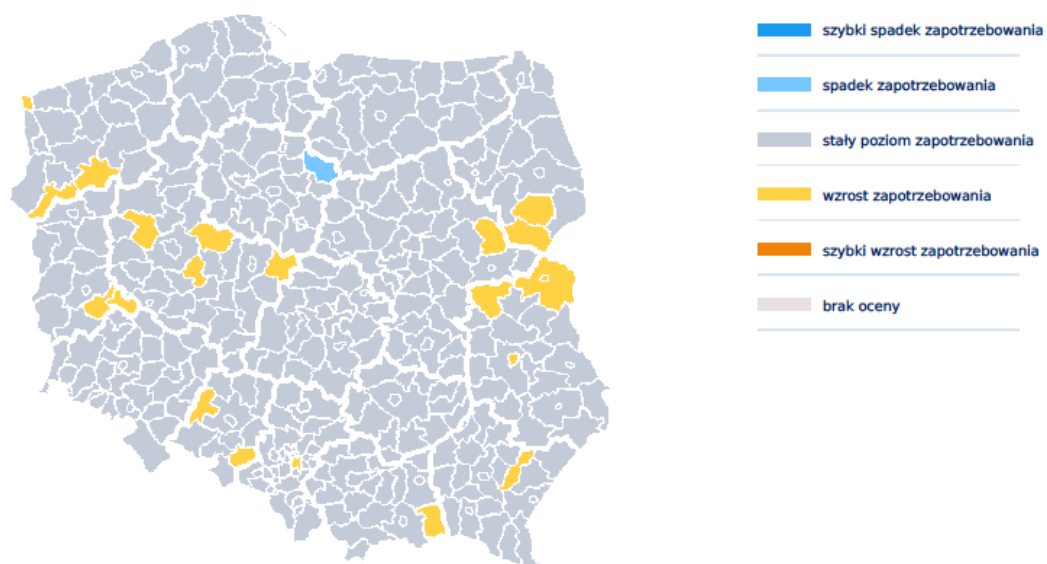 szybki spadek zapotrzebowania
spadek zapotrzebowania
stały poziom zapotrzebowania
wzrost zapotrzebowania
szybki wzrost zapotrzebowania
brak oceny